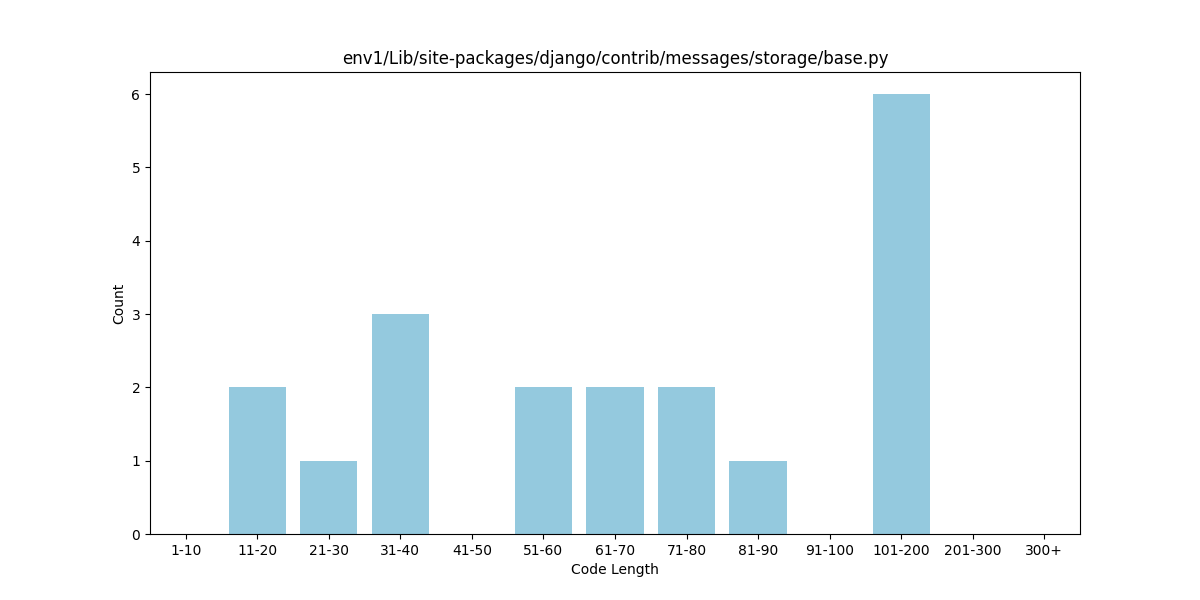 env1/Lib/site-packages/django/contrib/messages/storage/base.py
6
5
4
3
2
1
0
Count
1-10 11-20 21-30 31-40 41-50 51-60 61-70 71-80 81-90 91-100 101-200 201-300 300+
Code Length